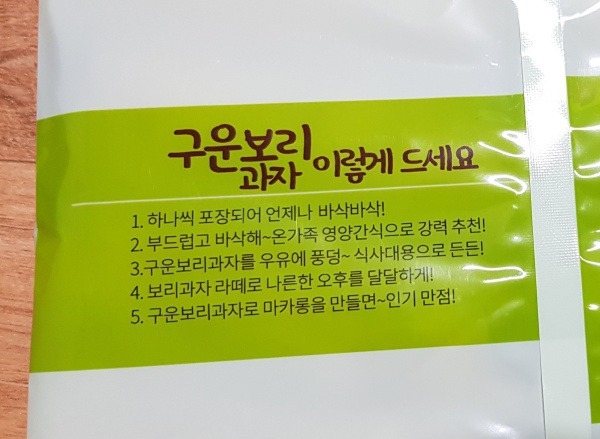 구운보리
과자 이렇게 드세요
1. 하나씩 포장되어 언제나 바삭바삭!
2. 부드럽고 바삭해~온가족 영양간식으로 강력 추천!
3.구운보리과자를 우유에 풍덩~ 식사대용으로 든든!
4. 보리과자 라떼로 나른한 오후를 달달하게!
5. 구운보리과자로 마카롱을 만들면~인기 만점!